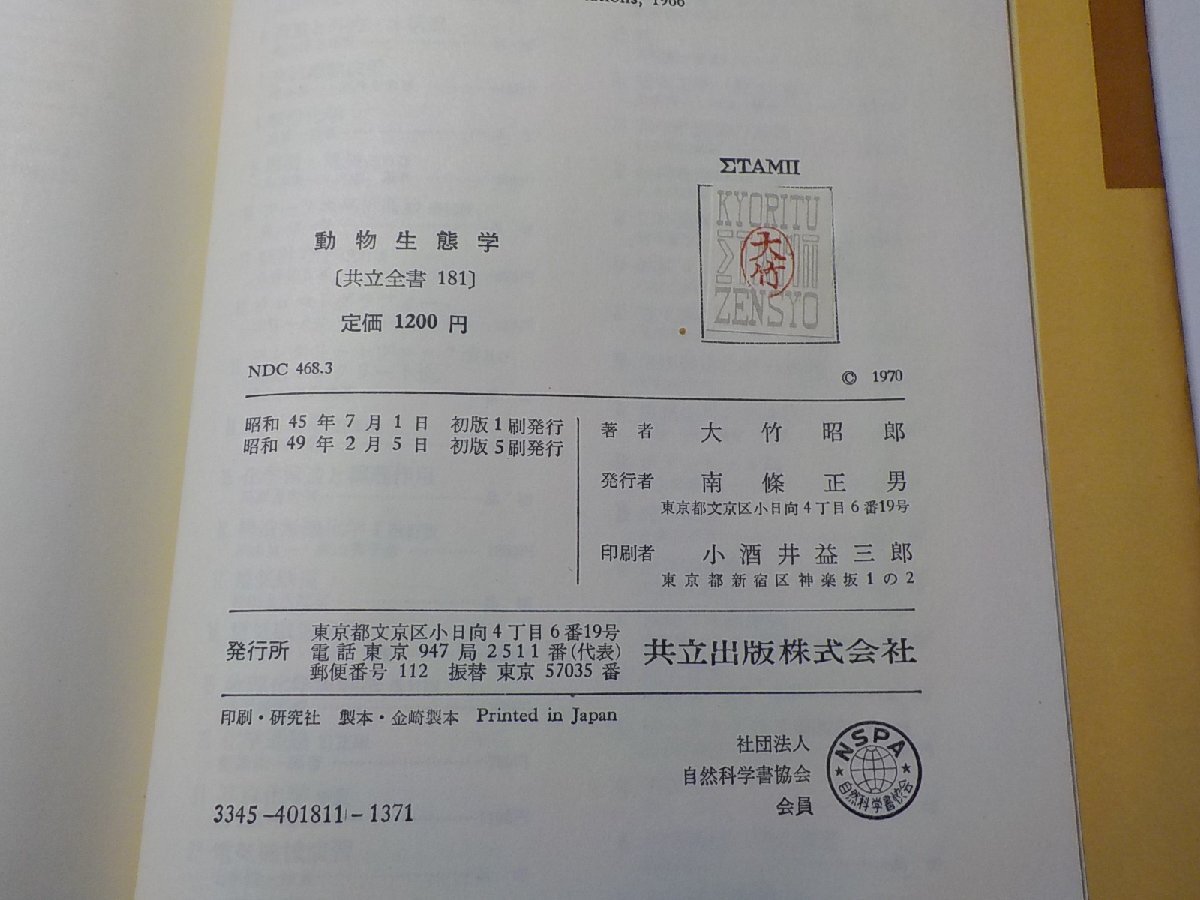 1966
ΣTAMΠ
KYORITU
大竹
ZENSYO
動物生態学
〔共立全書 181〕
定価 1200 円
NDC 468.3
© 1970
昭和 45 年 7 月 1 日 初版1刷発行
昭和 49 年 2 月 5 日 初版5刷発行
著者 大竹昭郎
発行者 南條正男
東京都文京区小日向4丁目6番19号
印刷者 小酒井益三郎
東京都新宿区神楽坂1の2
発行所
東京都文京区小日向4丁目6番19号
電話東京 947 局 2511 番(代表)
郵便番号 112 振替 東京 57035 番
共立出版株式会社
印刷・研究社 製本・金崎製本 Printed in Japan
社団法人
自然科学書協会
会員
NSPA
自然科学書協会
3345-401811-1371